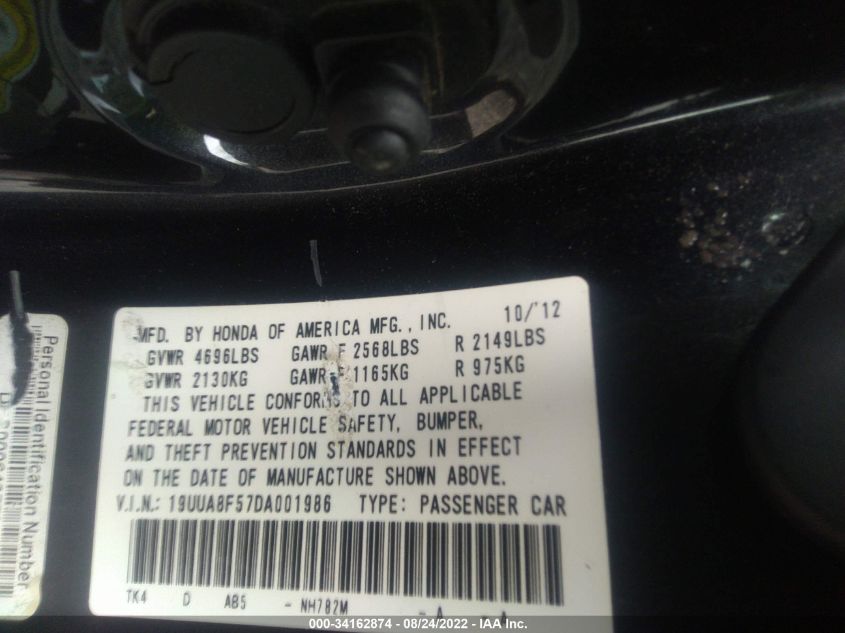 MFD. BY HONDA OF AMERICA MFG., INC. 10/'12
GVWR 4696LBS GAWR F 2568LBS R 2149LBS
GVWR 2130KG GAWR F 1165KG R 975KG
THIS VEHICLE CONFORMS TO ALL APPLICABLE
FEDERAL MOTOR VEHICLE SAFETY, BUMPER,
AND THEFT PREVENTION STANDARDS IN EFFECT
ON THE DATE OF MANUFACTURE SHOWN ABOVE.
V.I.N.: 19UUA8F57DA001986 TYPE: PASSENGER CAR
TK4 D AB5 - NH782M - A - A
Personal Identification Number
000-34162874 - 08/24/2022 - IAA Inc.